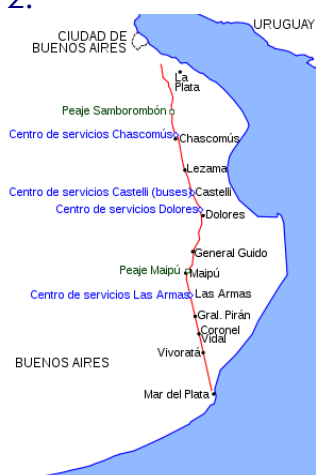 2.
URUGUAY
CIUDAD DE
BUENOS AIRES
La
Plata
Peaje Samborombón
Centro de servicios Chascomús
Chascomús
Lezama
Centro de servicios Castelli (buses)
Castelli
Centro de servicios Dolores
Dolores
General Guido
Peaje Maipú
Maipú
Centro de servicios Las Armas
Las Armas
Gral. Pirán
Coronel
Vidal
Vivoratá
BUENOS AIRES
Mar del Plata